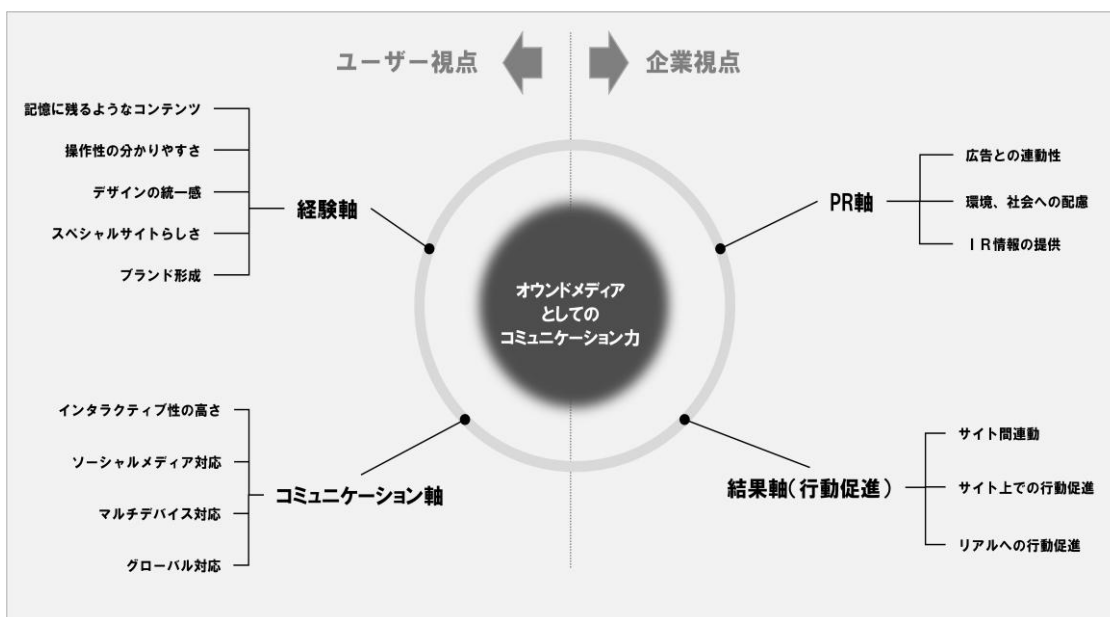 ユーザー視点
企業視点
記憶に残るようなコンテンツ
操作性の分かりやすさ
デザインの統一感
スペシャルサイトらしさ
ブランド形成
経験軸
PR軸
広告との連動性
環境、社会への配慮
IR情報の提供
オウンドメディア
としての
コミュニケーション力
インタラクティブ性の高さ
ソーシャルメディア対応
マルチデバイス対応
グローバル対応
コミュニケーション軸
結果軸(行動促進)
サイト間連動
サイト上での行動促進
リアルへの行動促進